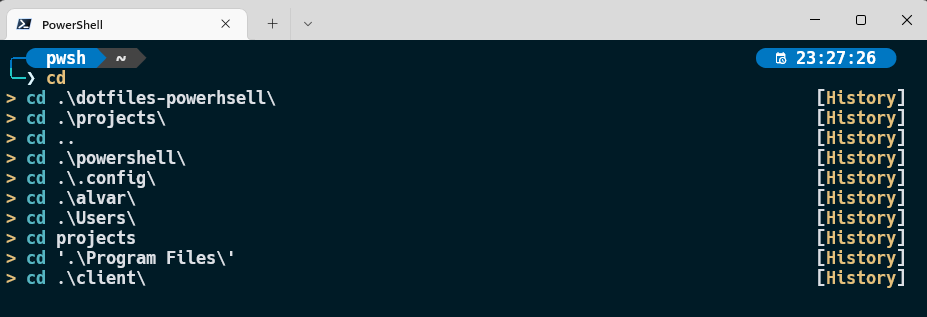 PowerShell
pwsh ~ 23:27:26
❯ cd
> cd .\dotfiles-powerhsell\ [History]
> cd .\projects\ [History]
> cd .. [History]
> cd .\powershell\ [History]
> cd .\.config\ [History]
> cd .\alvar\ [History]
> cd .\Users\ [History]
> cd projects [History]
> cd '.\Program Files\' [History]
> cd .\client\ [History]